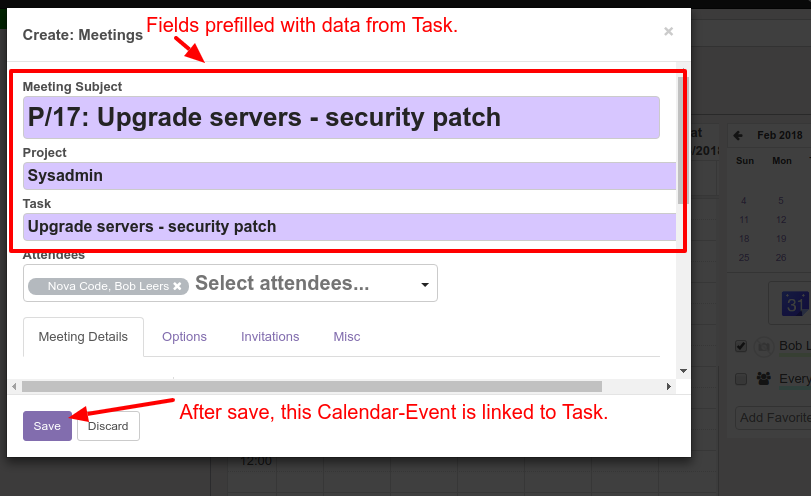 Fields prefilled with data from Task.
Create: Meetings
×
Meeting Subject
P/17: Upgrade servers - security patch
Project
Sysadmin
Task
Upgrade servers - security patch
Attendees
Nova Code, Bob Leers ✖ Select attendees...
Meeting Details Options Invitations Misc
After save, this Calendar-Event is linked to Task.
Save Discard
12:00
Feb 2018
Sun Mon
4 5
11 12
18 19
25 26
31
Bob L
Every
Add Favorite